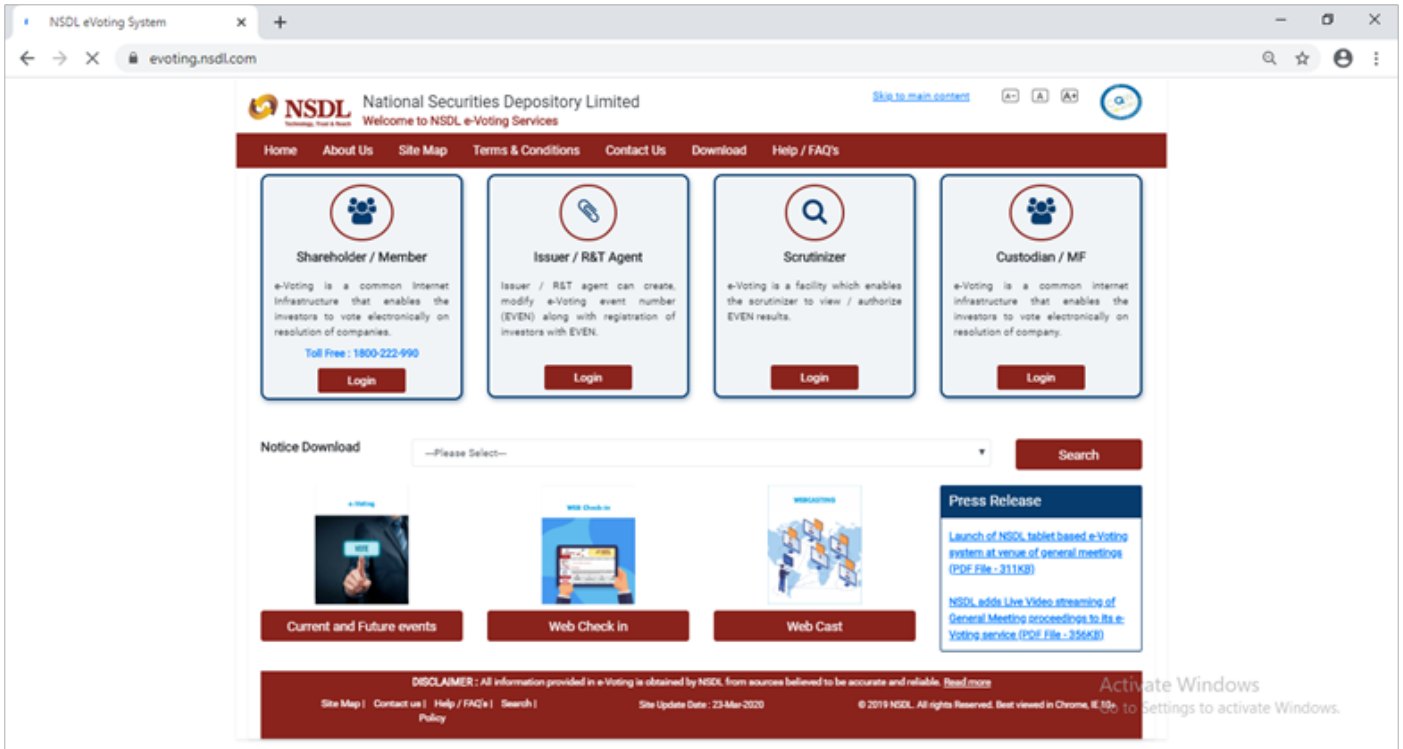 NSDL eVoting System
evoting.nsdl.com
NSDL
Technology, Trust & Reach
National Securities Depository Limited
Welcome to NSDL e-Voting Services
Skip to main content
A-
A
A+
Home About Us Site Map Terms & Conditions Contact Us Download Help / FAQ's
Shareholder / Member
e-Voting is a common Internet
Infrastructure that enables the
investors to vote electronically on
resolution of companies.
Toll Free : 1800-222-990
Login
Issuer / R&T Agent
Issuer / R&T agent can create,
modify e-Voting event number
(EVEN) along with registration of
investors with EVEN.
Login
Scrutinizer
e-Voting is a facility which enables
the scrutinizer to view / authorize
EVEN results.
Login
Custodian / MF
e-Voting is a common internet
infrastructure that enables the
investors to vote electronically on
resolution of company.
Login
Notice Download
---Please Select---
Search
e-Voting
VOTE
Current and Future events
WEB Check in
Web Check in
WEBCASTING
Web Cast
Press Release
Launch of NSDL tablet based e-Voting
system at venue of general meetings
(PDF File - 311KB)
NSDL adds Live Video streaming of
General Meeting proceedings to its e-
Voting service (PDF File - 356KB)
DISCLAIMER : All information provided in e-Voting is obtained by NSDL from sources believed to be accurate and reliable. Read more
Site Map | Contact us | Help / FAQ's | Search |
Policy
Site Update Date : 23-Mar-2020
© 2019 NSDL. All rights Reserved. Best viewed in Chrome, IE 10+
Activate Windows
Go to Settings to activate Windows.